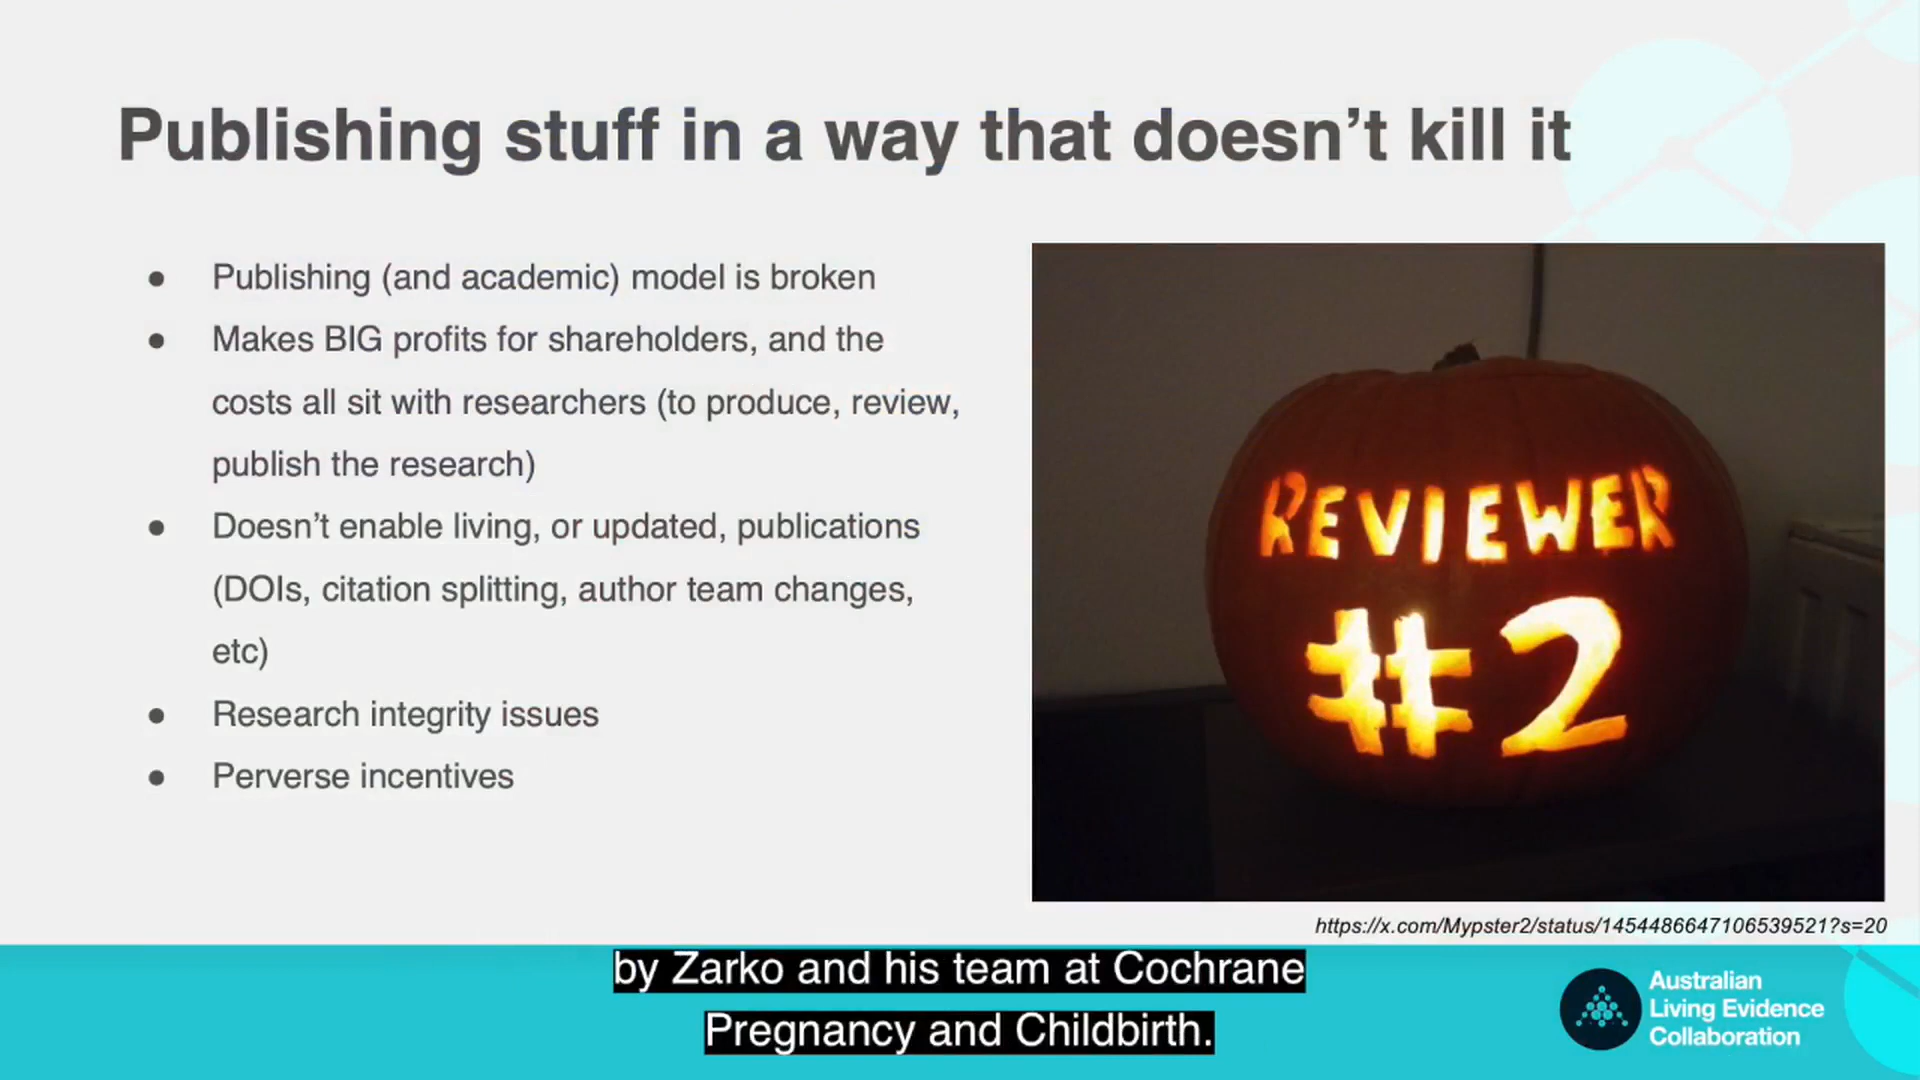 Publishing stuff in a way that doesn’t kill it
● Publishing (and academic) model is broken
● Makes BIG profits for shareholders, and the
costs all sit with researchers (to produce, review,
publish the research)
● Doesn’t enable living, or updated, publications
(DOIs, citation splitting, author team changes,
etc)
● Research integrity issues
● Perverse incentives
REVIEWER
#2
https://x.com/Mypster2/status/1454486647106539521?s=20
by Zarko and his team at Cochrane
Pregnancy and Childbirth.
Australian
Living Evidence
Collaboration